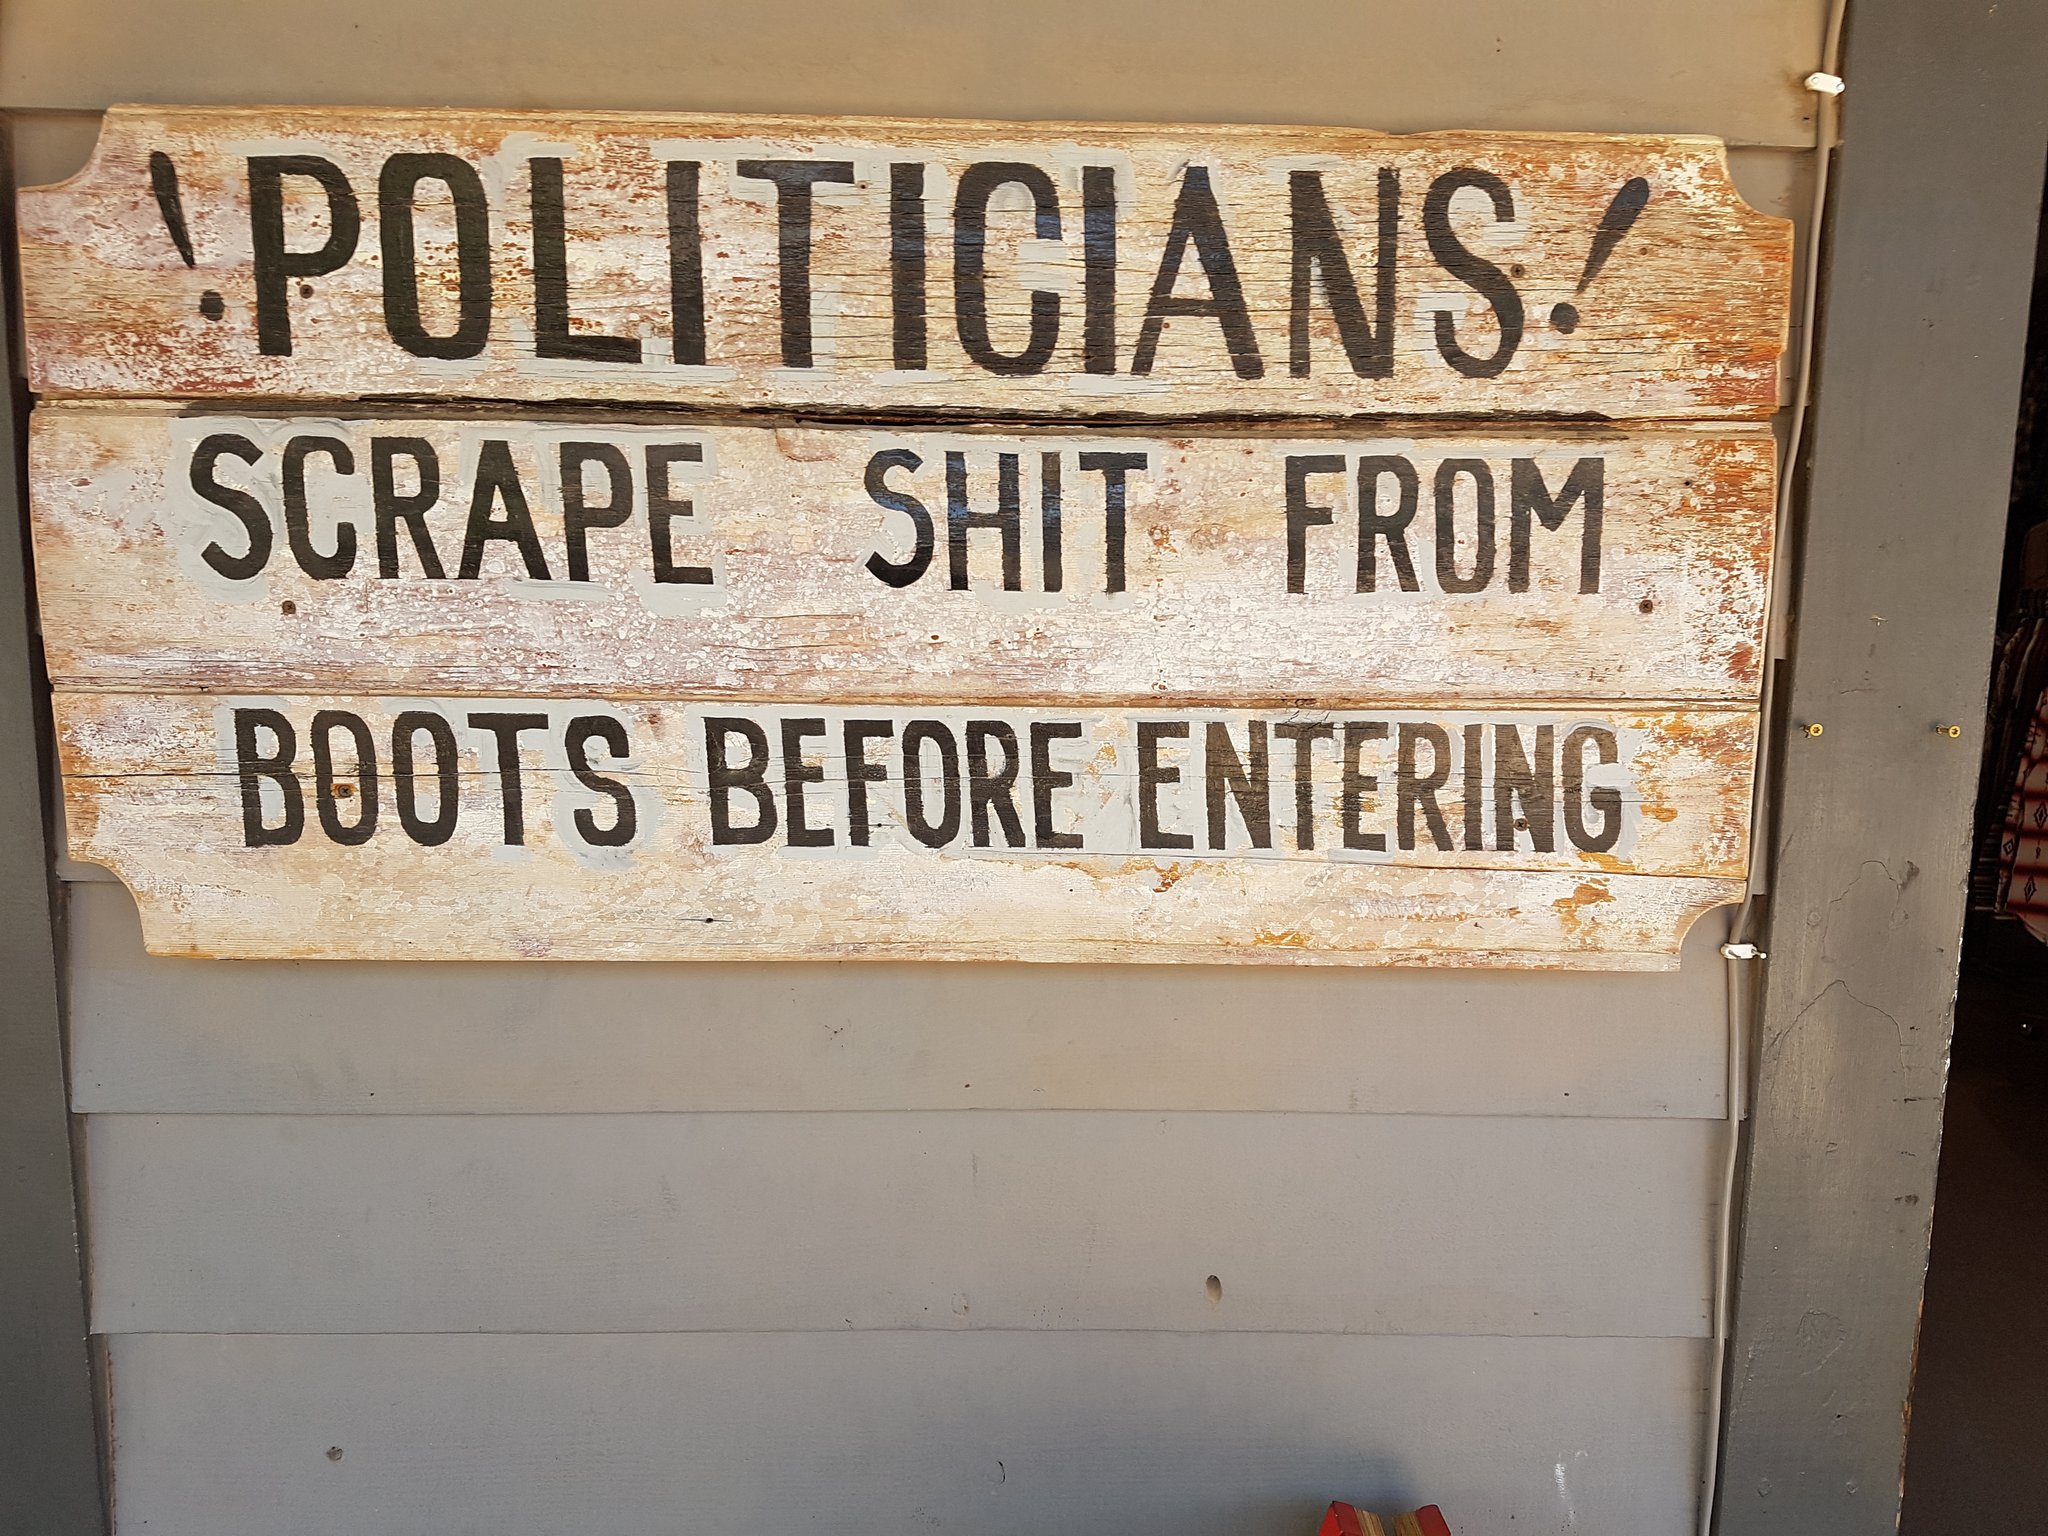 !POLITICIANS!
SCRAPE SHIT FROM
BOOTS BEFORE ENTERING